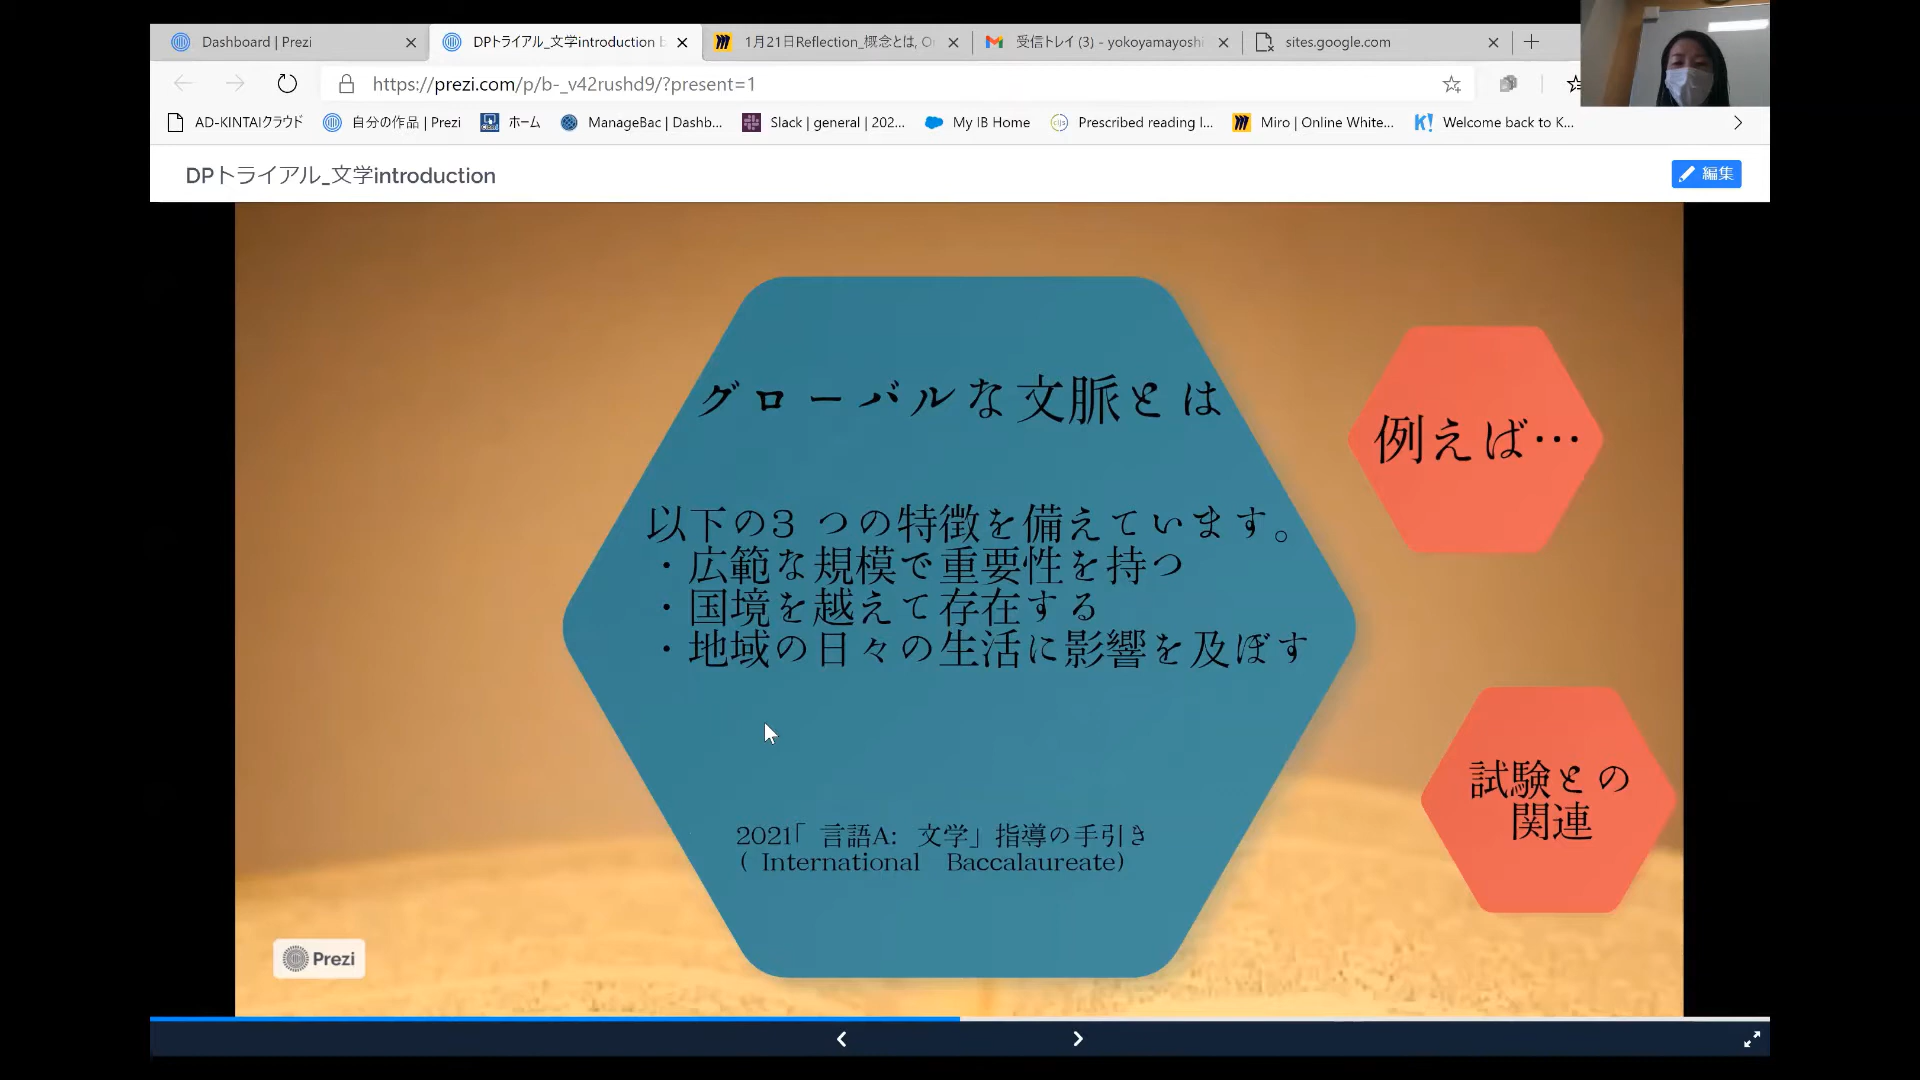 Dashboard | Prezi
DPトライアル_文学introduction b
1月21日Reflection_概念とは, O
受信トレイ (3) - yokoyamayoshi
sites.google.com
https://prezi.com/p/b-_v42rushd9/?present=1
AD-KINTAIクラウド
自分の作品 | Prezi
ホーム
ManageBac | Dashb...
Slack | general | 202...
My IB Home
Prescribed reading l...
Miro | Online White...
Welcome back to K...
DPトライアル_文学introduction
編集
グローバルな文脈とは
以下の3 つの特徴を備えています。
・広範な規模で重要性を持つ
・国境を越えて存在する
・地域の日々の生活に影響を及ぼす
2021「 言語A: 文学」指導の手引き
( International Baccalaureate)
例えば…
試験との
関連
Prezi